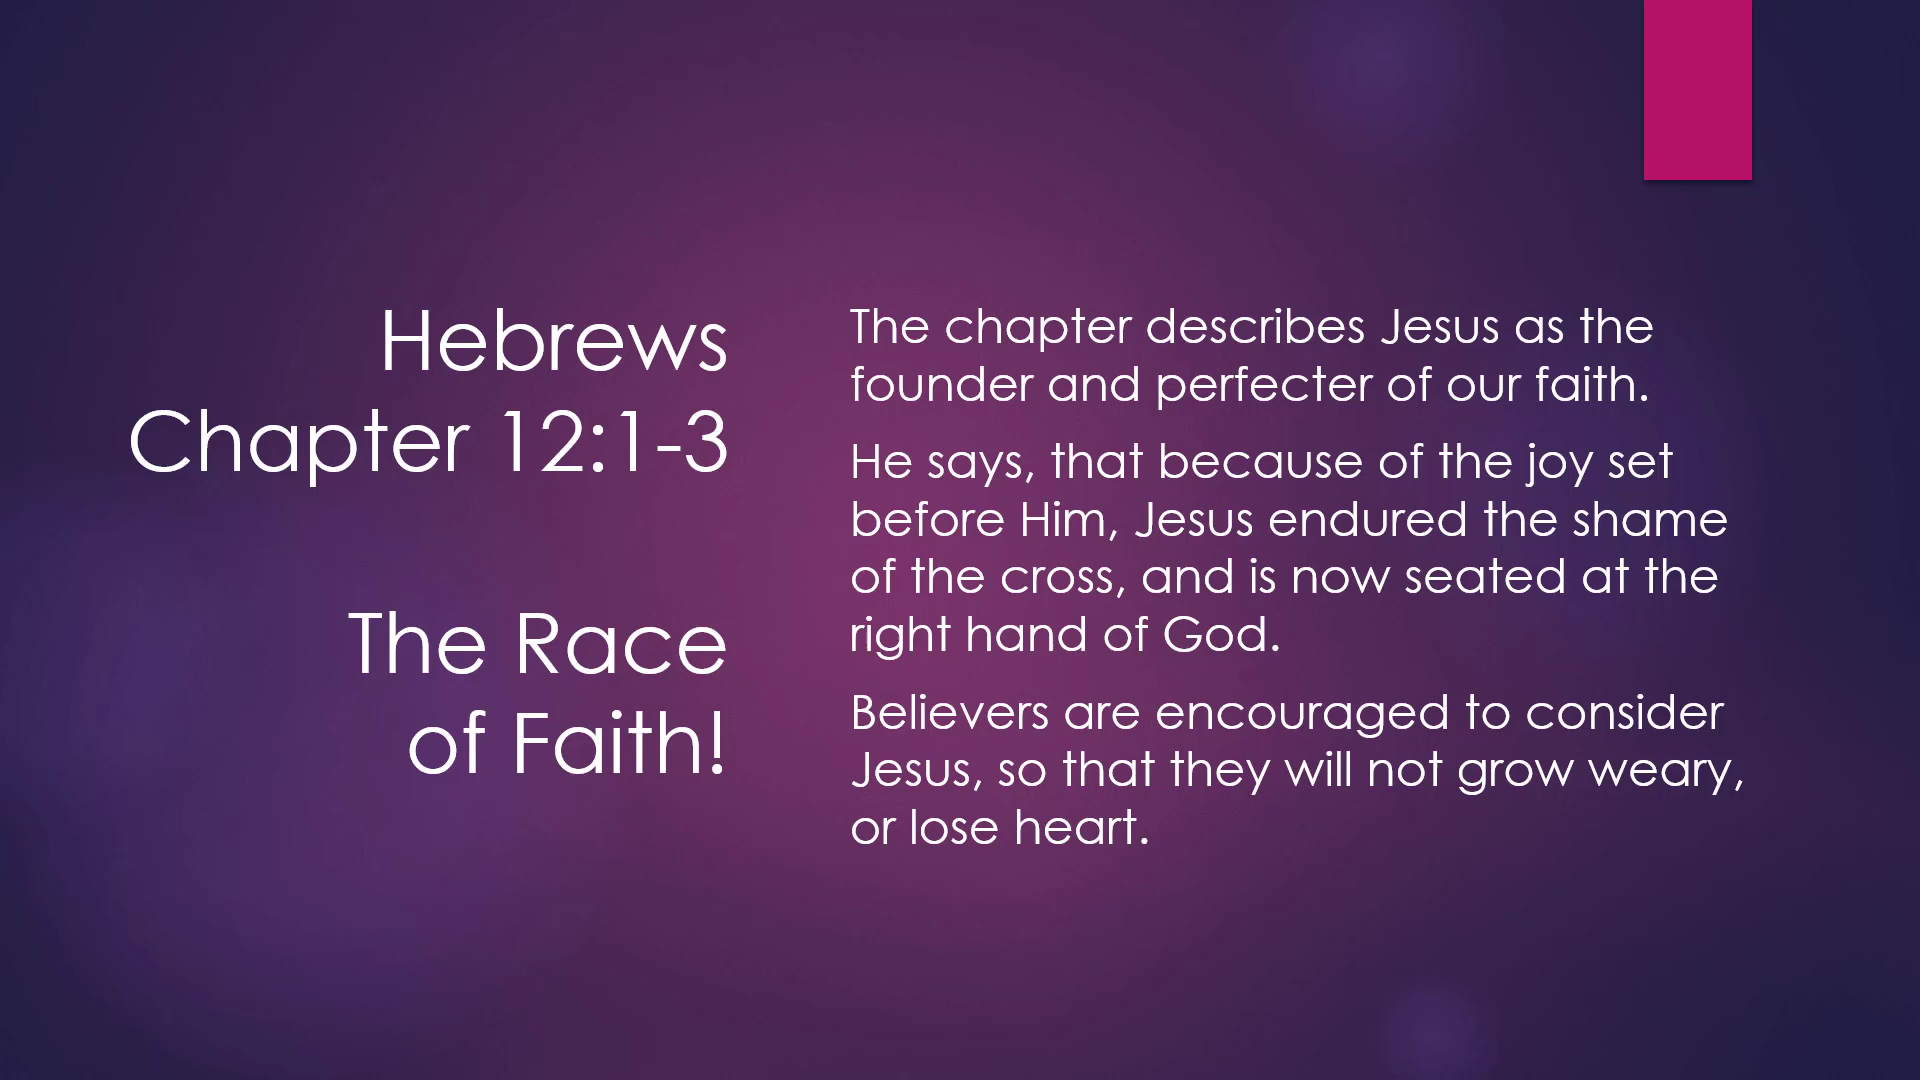 Hebrews
Chapter 12:1-3
The Race
of Faith!
The chapter describes Jesus as the
founder and perfecter of our faith.
He says, that because of the joy set
before Him, Jesus endured the shame
of the cross, and is now seated at the
right hand of God.
Believers are encouraged to consider
Jesus, so that they will not grow weary,
or lose heart.